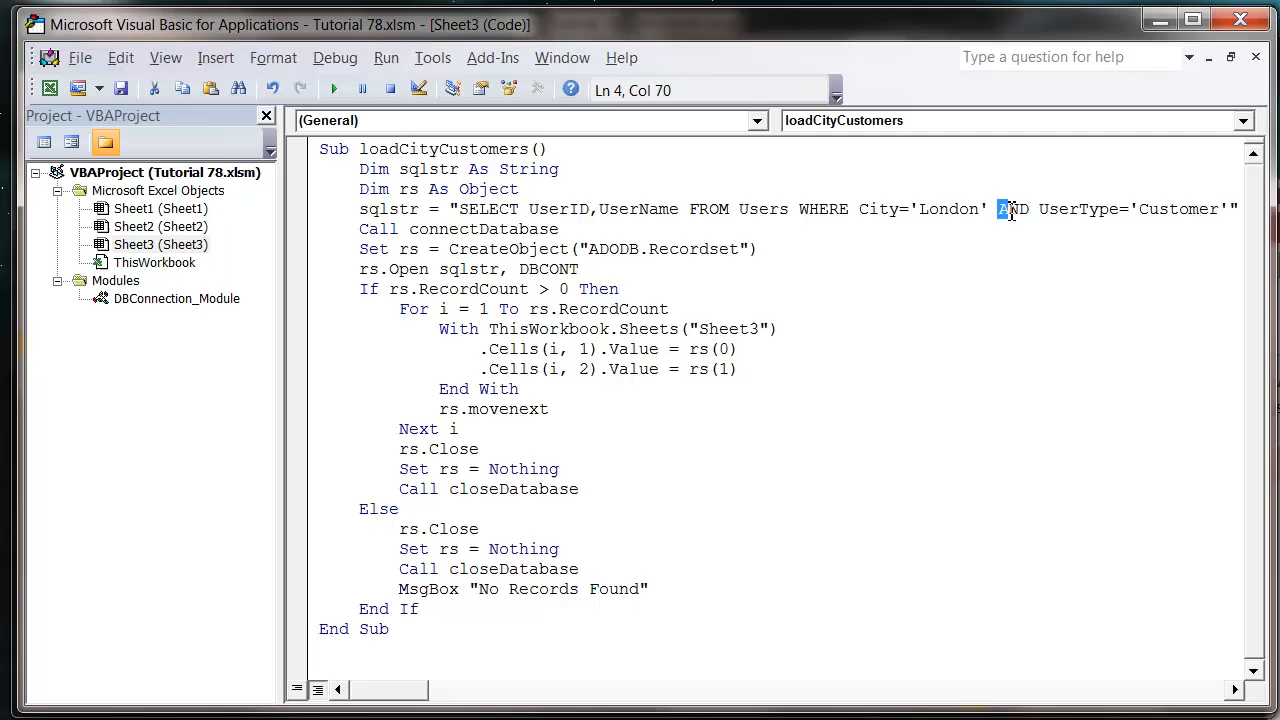 Microsoft Visual Basic for Applications - Tutorial 78.xlsm - [Sheet3 (Code)]
File Edit View Insert Format Debug Run Tools Add-Ins Window Help
Type a question for help
Ln 4, Col 70
Project - VBAProject
(General)
loadCityCustomers
VBAProject (Tutorial 78.xlsm)
Microsoft Excel Objects
Sheet1 (Sheet1)
Sheet2 (Sheet2)
Sheet3 (Sheet3)
ThisWorkbook
Modules
DBConnection_Module
Sub loadCityCustomers()
Dim sqlstr As String
Dim rs As Object
sqlstr = "SELECT UserID,UserName FROM Users WHERE City='London' AND UserType='Customer'"
Call connectDatabase
Set rs = CreateObject("ADODB.Recordset")
rs.Open sqlstr, DBCONT
If rs.RecordCount > 0 Then
For i = 1 To rs.RecordCount
With ThisWorkbook.Sheets("Sheet3")
.Cells(i, 1).Value = rs(0)
.Cells(i, 2).Value = rs(1)
End With
rs.movenext
Next i
rs.Close
Set rs = Nothing
Call closeDatabase
Else
rs.Close
Set rs = Nothing
Call closeDatabase
MsgBox "No Records Found"
End If
End Sub